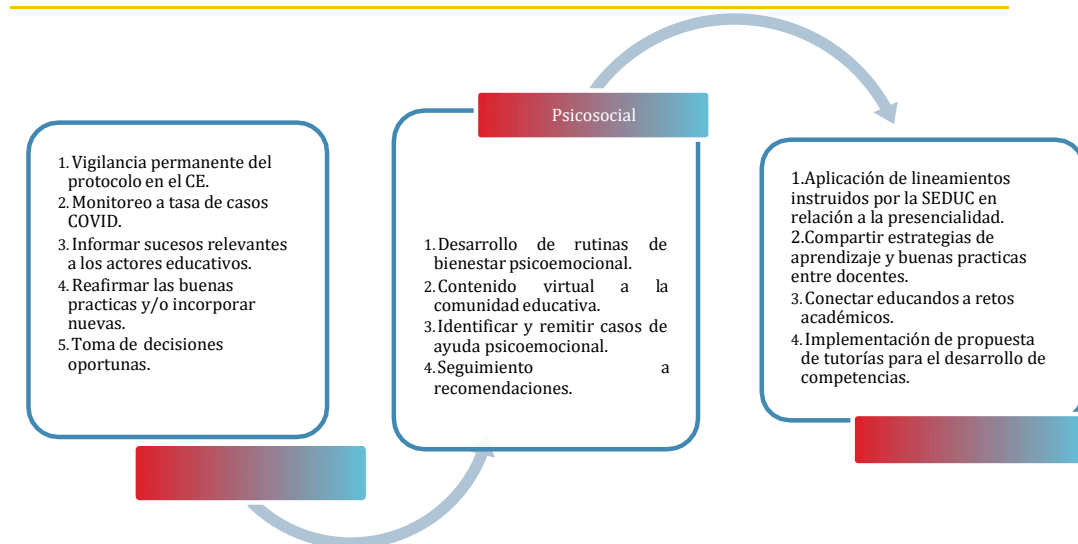 1.Vigilancia permanente del
protocolo en el CE.
2.Monitoreo a tasa de casos
COVID.
3.Informar sucesos relevantes
a los actores educativos.
4.Reafirmar las buenas
practicas y/o incorporar
nuevas.
5.Toma de decisiones
oportunas.
Psicosocial
1.Desarrollo de rutinas de
bienestar psicoemocional.
2.Contenido virtual a la
comunidad educativa.
3.Identificar y remitir casos de
ayuda psicoemocional.
4.Seguimiento a
recomendaciones.
1.Aplicación de lineamientos
instruidos por la SEDUC en
relación a la presencialidad.
2.Compartir estrategias de
aprendizaje y buenas practicas
entre docentes.
3.Conectar educandos a retos
académicos.
4.Implementación de propuesta
de tutorías para el desarrollo de
competencias.